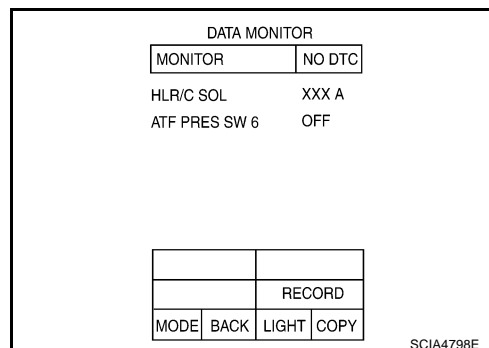 DATA MONITOR
MONITOR NO DTC
HLR/C SOL XXX A
ATF PRES SW 6 OFF
RECORD
MODE BACK LIGHT COPY
SCIA4798E